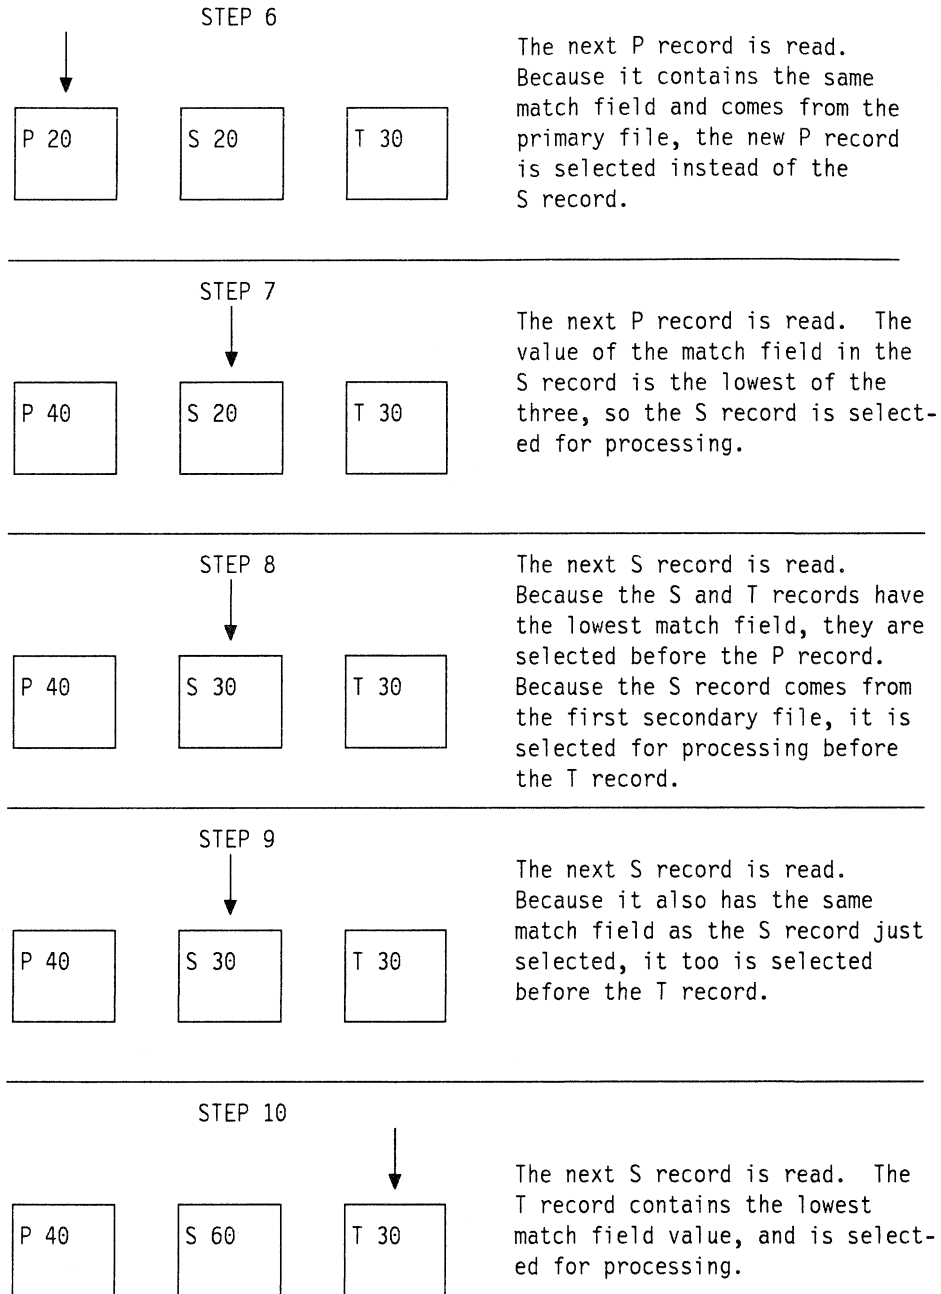 STEP 6
The next P record is read.
Because it contains the same
match field and comes from the
primary file, the new P record
is selected instead of the
S record.
P 20
S 20
T 30
STEP 7
The next P record is read.  The
value of the match field in the
S record is the lowest of the
three, so the S record is select-
ed for processing.
P 40
S 20
T 30
STEP 8
The next S record is read.
Because the S and T records have
the lowest match field, they are
selected before the P record.
Because the S record comes from
the first secondary file, it is
selected for processing before
the T record.
P 40
S 30
T 30
STEP 9
The next S record is read.
Because it also has the same
match field as the S record just
selected, it too is selected
before the T record.
P 40
S 30
T 30
STEP 10
The next S record is read.  The
T record contains the lowest
match field value, and is select-
ed for processing.
P 40
S 60
T 30